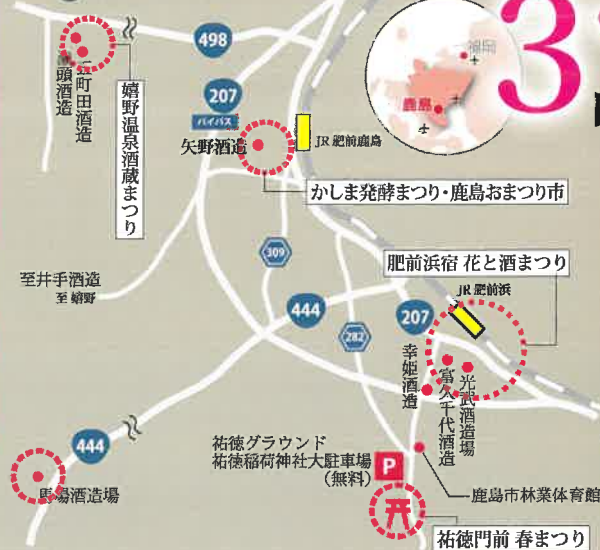 498
207
バイパス
矢野酒造
JR 肥前鹿島
福岡
鹿島
3
頭酒造
町田酒造
嬉野温泉酒蔵まつり
かしま発酵まつり・鹿島おまつり市
309
肥前浜宿 花と酒まつり
JR 肥前浜
至井手酒造
至 嬉野
444
282
207
幸姫酒造
富久千代酒造
光武酒造場
444
馬場酒造場
祐徳グラウンド
祐徳稲荷神社大駐車場
(無料)
P
鹿島市林業体育館
祐徳門前 春まつり